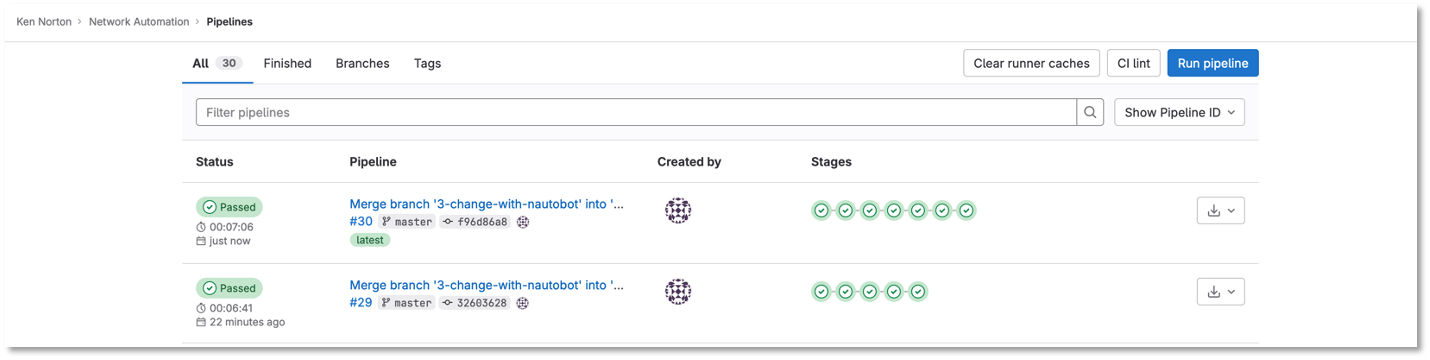 Ken Norton > Network Automation > Pipelines
All 30 Finished Branches Tags Clear runner caches CI lint Run pipeline
Filter pipelines Show Pipeline ID
Status Pipeline Created by Stages
Passed Merge branch '3-change-with-nautobot' into '...
00:07:06 #30 master f96d86a8
just now latest
Passed Merge branch '3-change-with-nautobot' into '...
00:06:41 #29 master 32603628
22 minutes ago